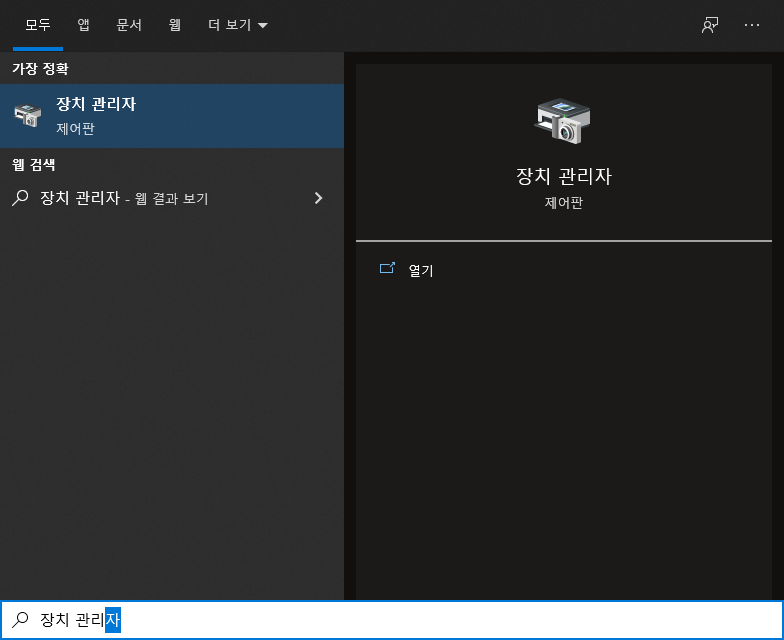 모두 앱 문서 웹 더 보기
가장 정확
장치 관리자
제어판
웹 검색
장치 관리자 - 웹 결과 보기
장치 관리자
제어판
열기
장치 관리자